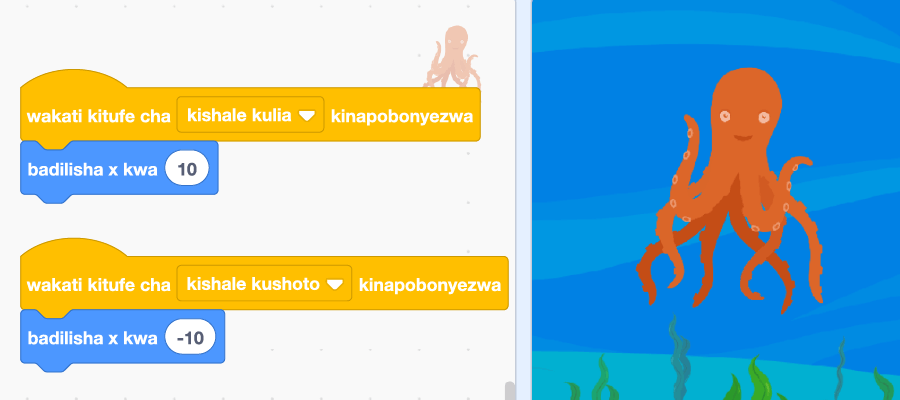 wakati kitufe cha kishale kulia kinapobonyezwa
badilisha x kwa 10
wakati kitufe cha kishale kushoto kinapobonyezwa
badilisha x kwa -10